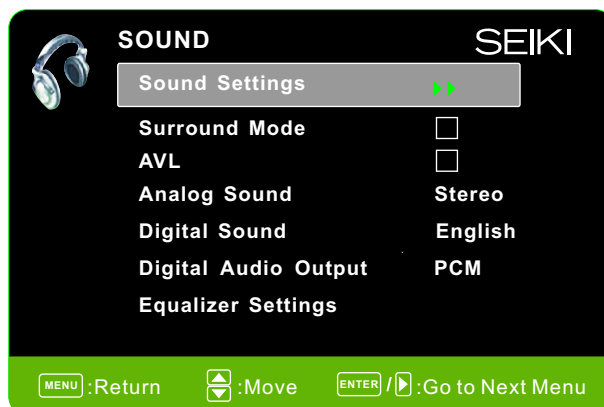 SOUND SEIKI
Sound Settings
Surround Mode
AVL
Analog Sound Stereo
Digital Sound English
Digital Audio Output PCM
Equalizer Settings
MENU :Return :Move ENTER / :Go to Next Menu